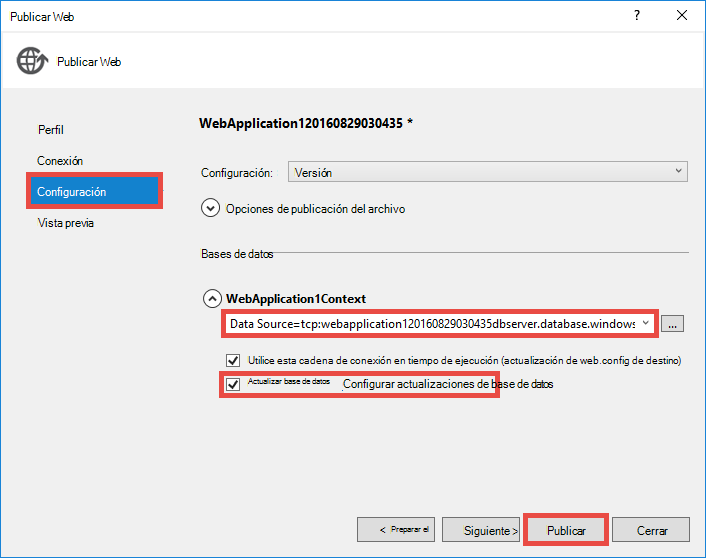 Publicar Web
?
Publicar Web
Perfil
Conexión
Configuración
Vista previa
WebApplication120160829030435 *
Configuración: Versión
Opciones de publicación del archivo
Bases de datos
WebApplication1Context
Data Source=tcp:webapplication120160829030435dbserver.database.windows
...
Utilice esta cadena de conexión en tiempo de ejecución (actualización de web.config de destino)
Actualizar base de datos Configurar actualizaciones de base de datos
< Preparar el Siguiente > Publicar Cerrar